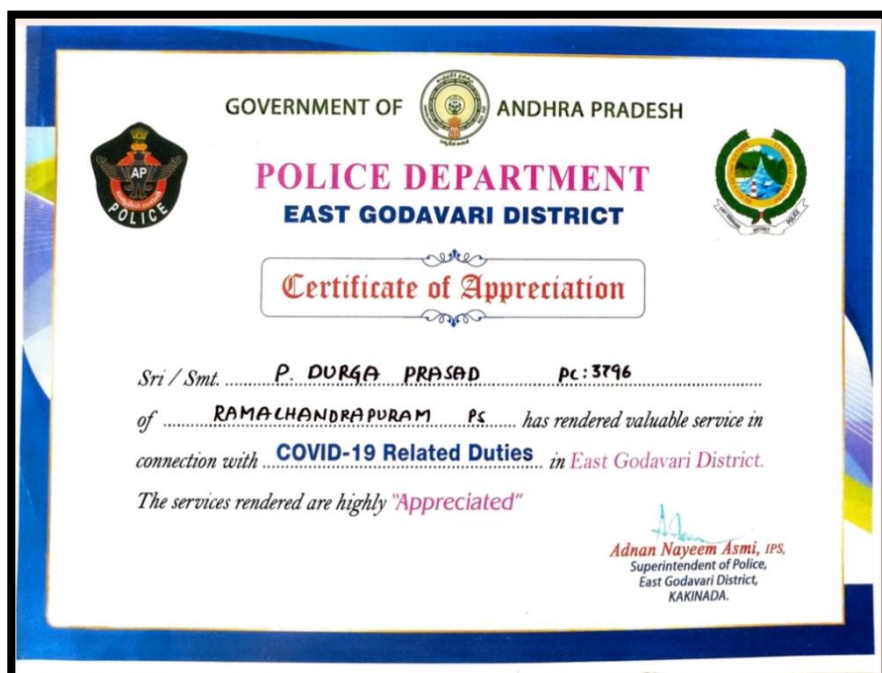 GOVERNMENT OF ANDHRA PRADESH
AP
POLICE
POLICE DEPARTMENT
EAST GODAVARI DISTRICT
Certificate of Appreciation
Sri / Smt. P. DURGA PRASAD PC: 3796
of RAMACHANDRAPURAM PS has rendered valuable service in
connection with COVID-19 Related Duties in East Godavari District.
The services rendered are highly "Appreciated"
Adnan Nayeem Asmi, IPS,
Superintendent of Police,
East Godavari District,
KAKINADA.